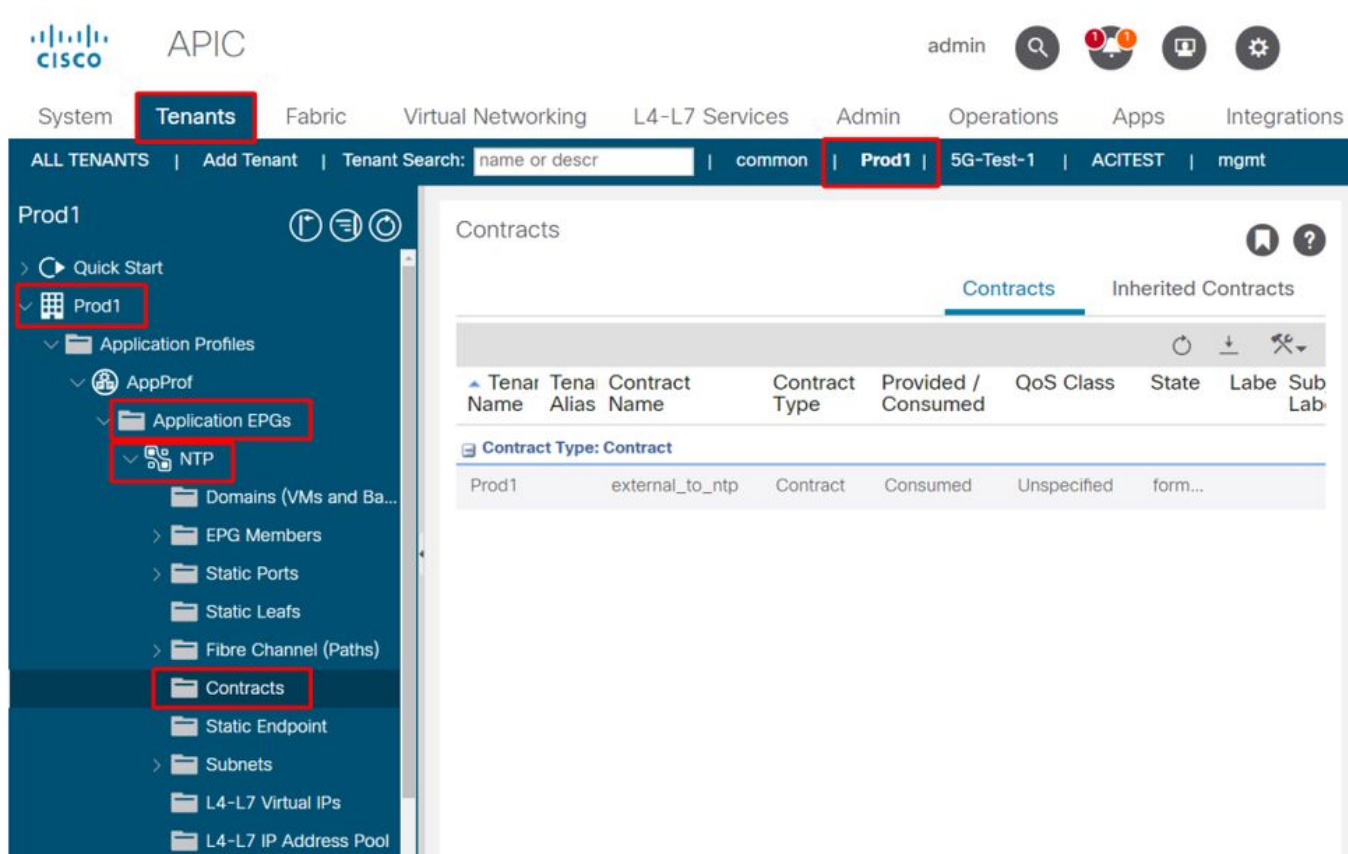 CISCO
APIC
admin
1
1
System Tenants Fabric Virtual Networking L4-L7 Services Admin Operations Apps Integrations
ALL TENANTS | Add Tenant | Tenant Search: name or descr | common | Prod1 | 5G-Test-1 | ACITEST | mgmt
Prod1
Quick Start
Prod1
Application Profiles
AppProf
Application EPGs
NTP
Domains (VMs and Ba...
EPG Members
Static Ports
Static Leafs
Fibre Channel (Paths)
Contracts
Static Endpoint
Subnets
L4-L7 Virtual IPs
L4-L7 IP Address Pool
Contracts
Contracts Inherited Contracts
Tenar Tena Contract Contract Provided / QoS Class State Labe Sub
Name Alias Name Type Consumed Lab
Contract Type: Contract
Prod1 external_to_ntp Contract Consumed Unspecified form...